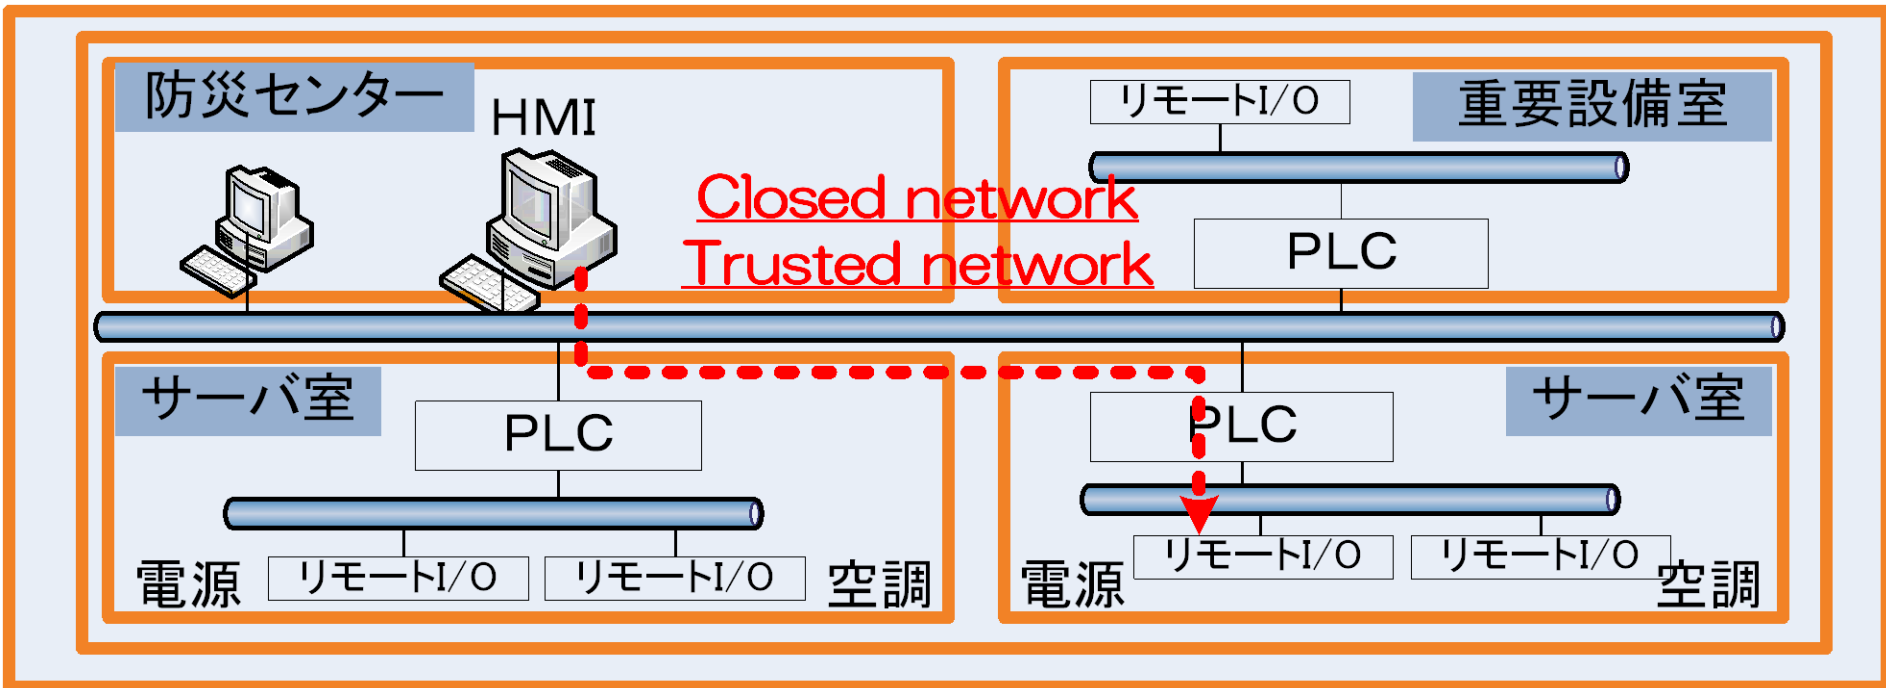 防災センター
HMI
リモートI/O
重要設備室
Closed network
Trusted network
PLC
サーバ室
PLC
電源
リモートI/O
リモートI/O
空調
サーバ室
PLC
電源
リモートI/O
リモートI/O
空調